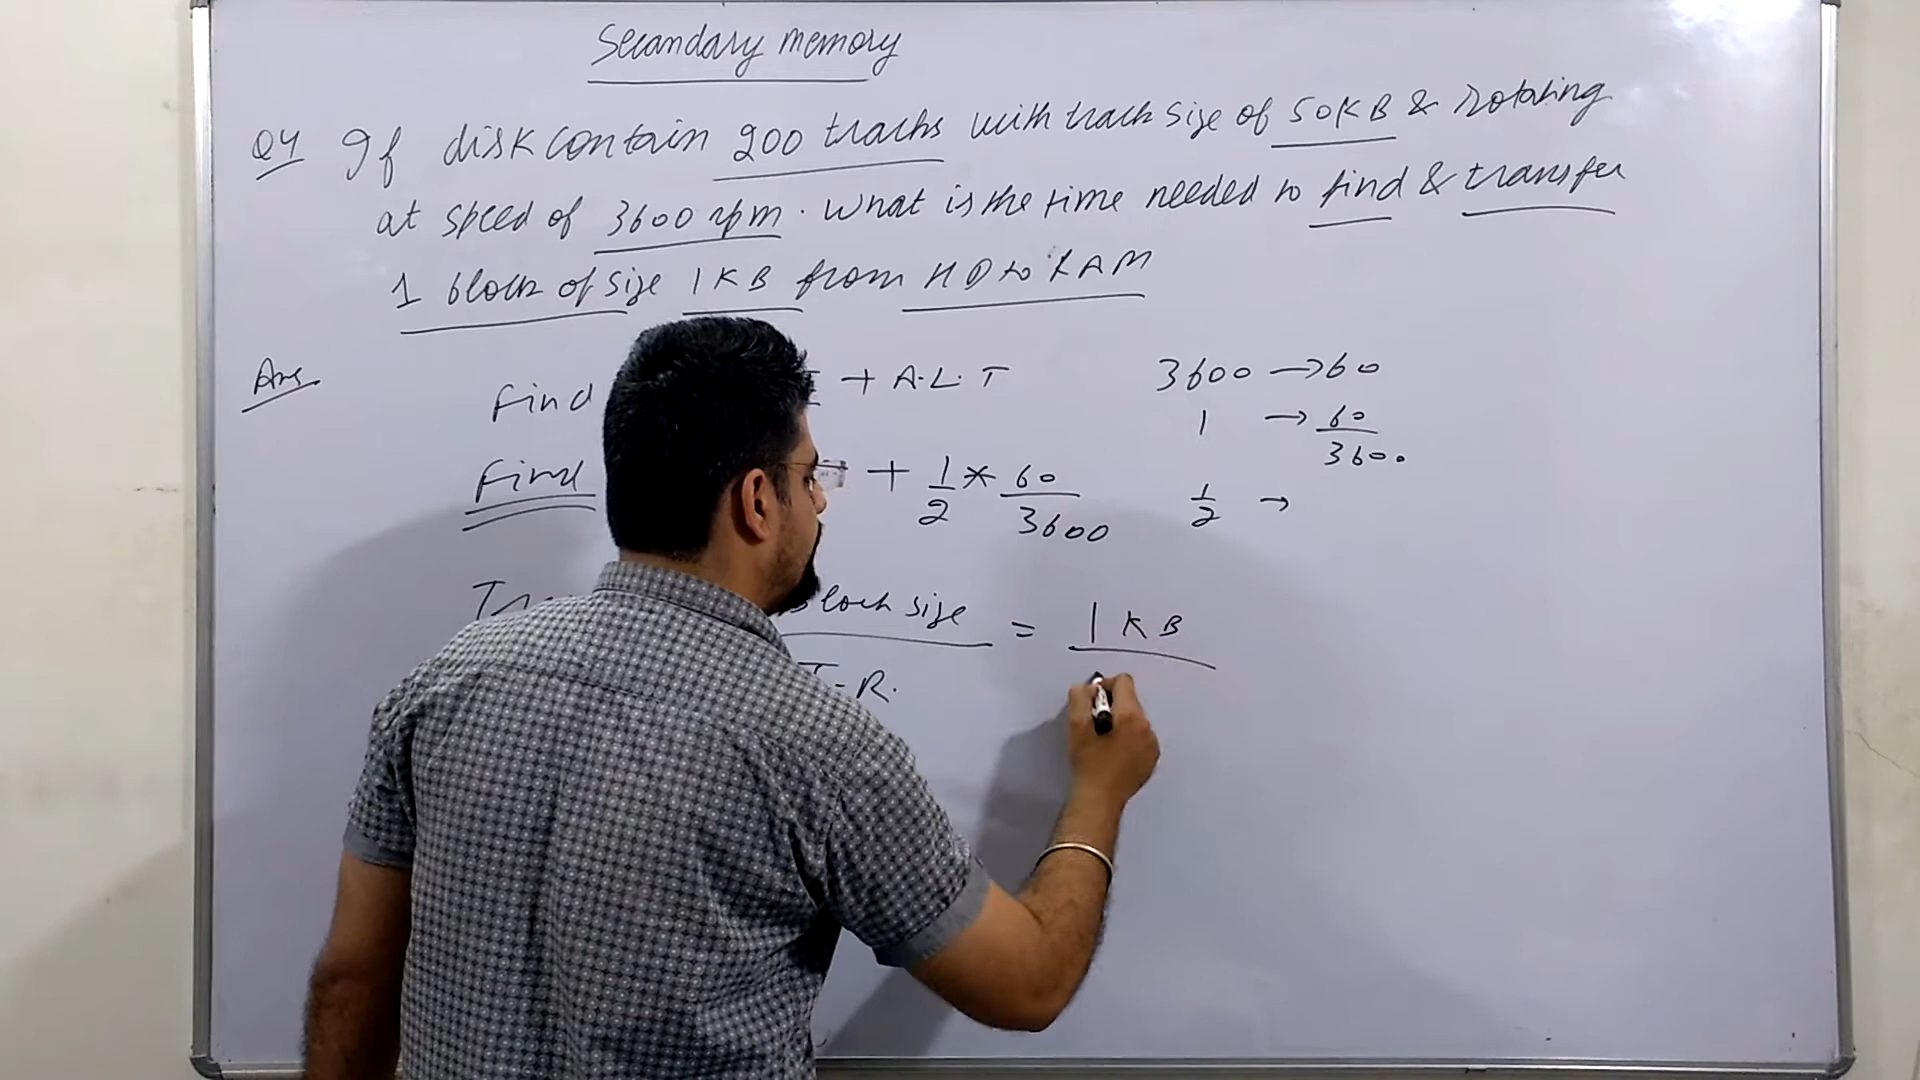 Secondary memory
Q4 If disk contain 200 tracks with track size of 50KB & rotating
at speed of 3600 rpm. What is the time needed to find & transfer
1 block of size 1KB from HD to RAM
Ans
Find + A.L.T
3600 → 60
1 → 60/3600
Find + 1/2 * 60/3600
1/2 →
Block size = 1KB
T-R.